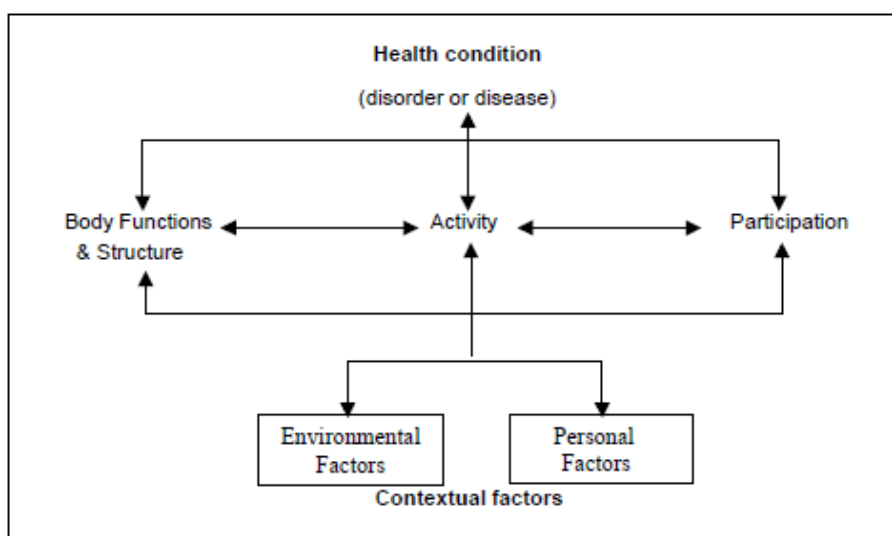 Health condition
(disorder or disease)
Body Functions
& Structure
Activity
Participation
Environmental
Factors
Personal
Factors
Contextual factors